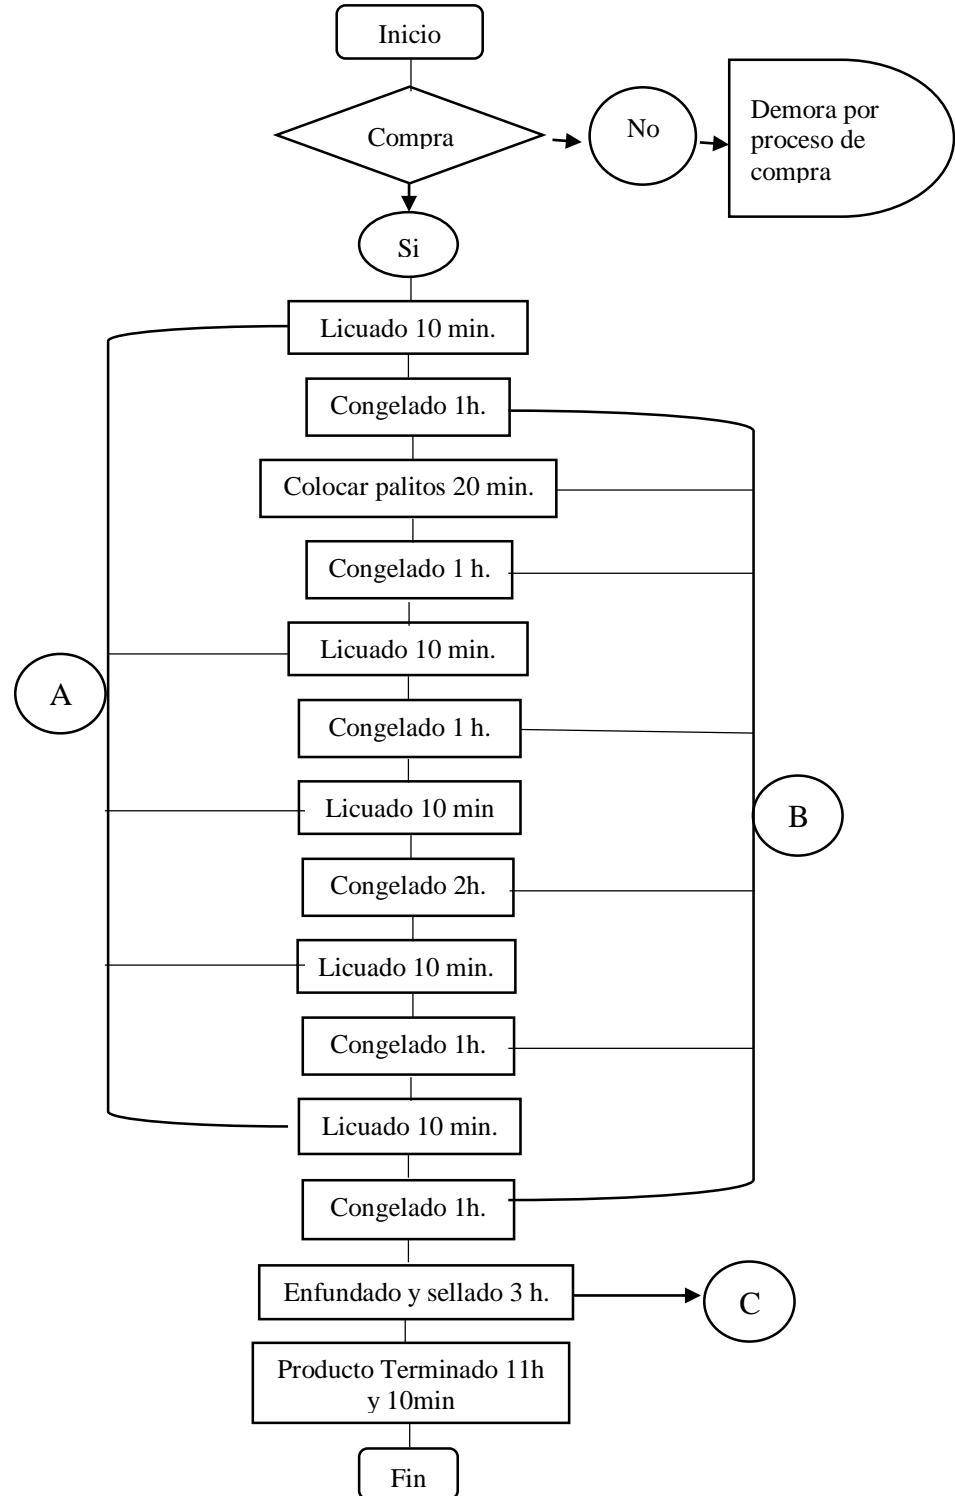 Inicio
Compra
No
Demora por
proceso de
compra
Si
Licuado 10 min.
Congelado 1h.
Colocar palitos 20 min.
Congelado 1 h.
Licuado 10 min.
A
Congelado 1 h.
Licuado 10 min
B
Congelado 2h.
Licuado 10 min.
Congelado 1h.
Licuado 10 min.
Congelado 1h.
Enfundado y sellado 3 h.
C
Producto Terminado 11h
y 10min
Fin